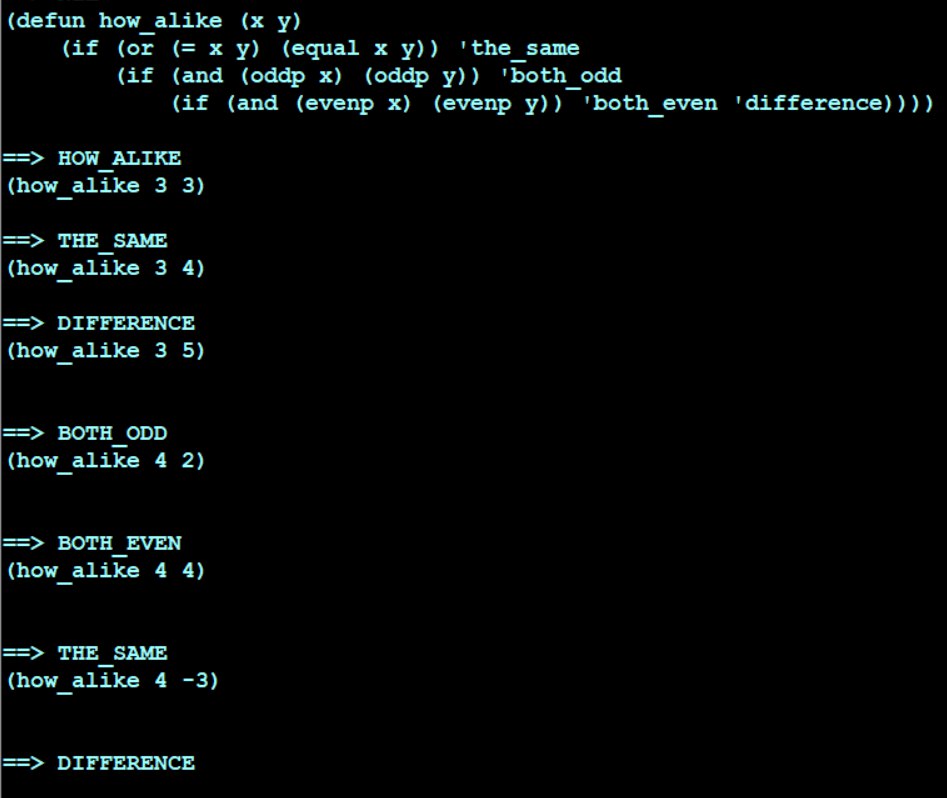 (defun how_alike (x y)
(if (or (= x y) (equal x y)) 'the_same
(if (and (oddp x) (oddp y)) 'both_odd
(if (and (evenp x) (evenp y)) 'both_even 'difference))))
==> HOW_ALIKE
(how_alike 3 3)
==> THE_SAME
(how_alike 3 4)
==> DIFFERENCE
(how_alike 3 5)
==> BOTH_ODD
(how_alike 4 2)
==> BOTH_EVEN
(how_alike 4 4)
==> THE_SAME
(how_alike 4 -3)
==> DIFFERENCE